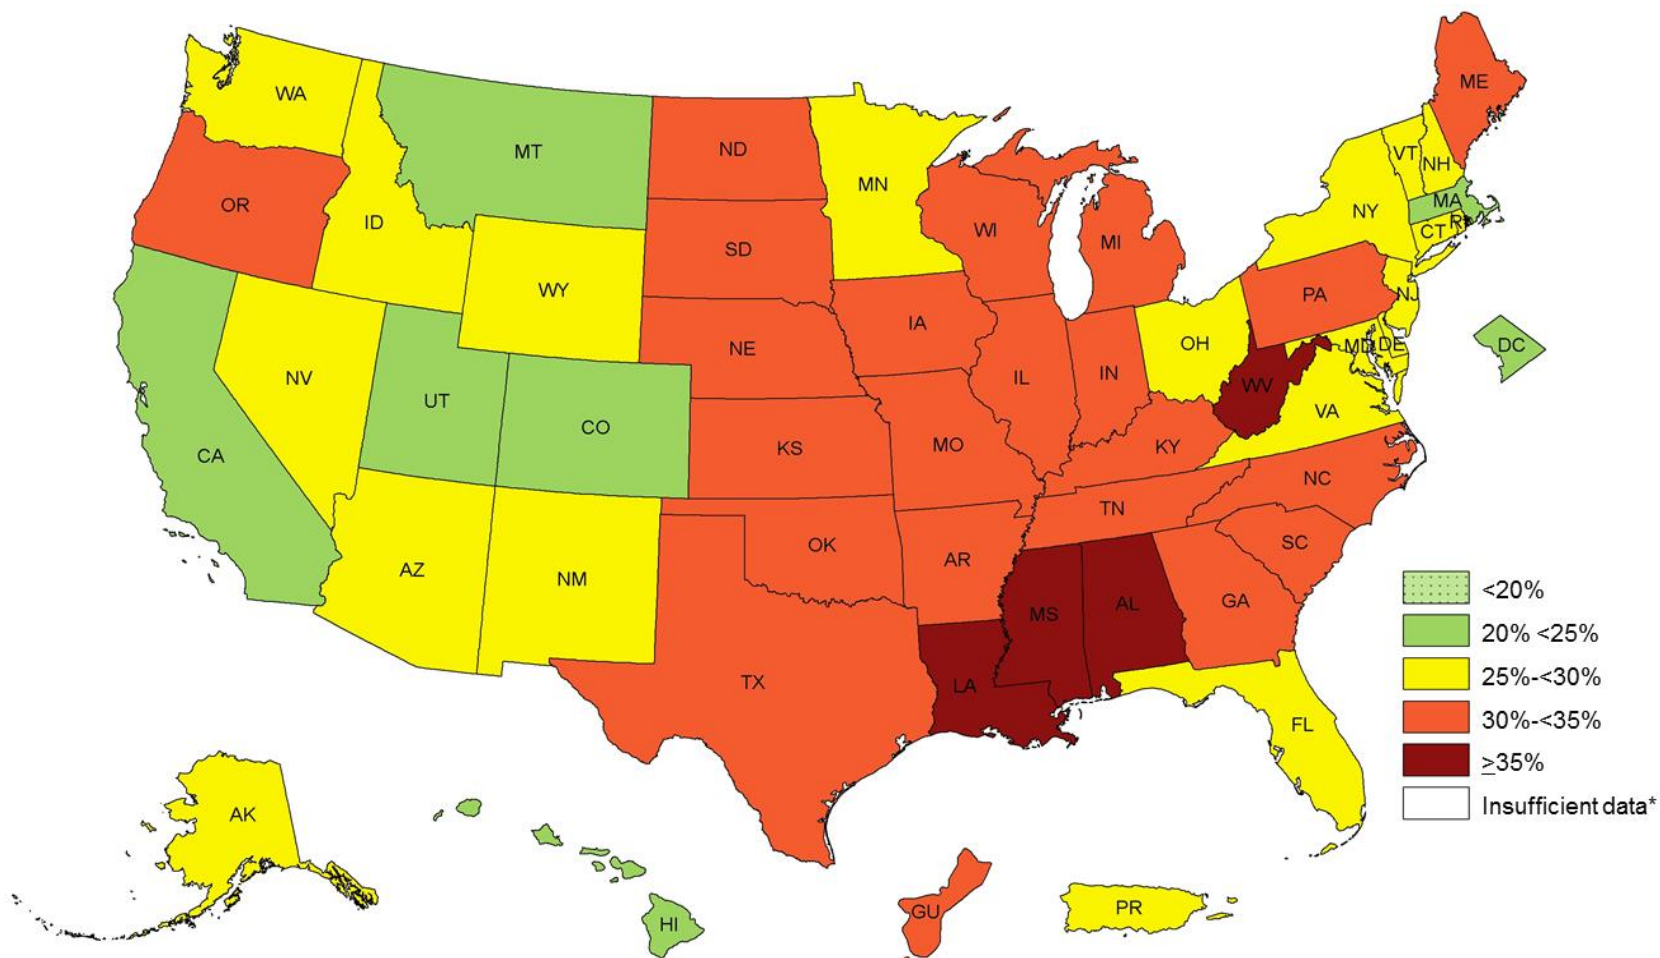 WA
MT
ND
MN
ME
VT
NH
OR
ID
SD
WI
MI
NY
MA
CT
RI
WY
NE
IA
PA
NJ
NV
UT
CO
IL
IN
OH
MD
DE
DC
WV
VA
CA
KS
MO
KY
NC
TN
SC
AZ
NM
OK
AR
GA
MS
AL
TX
LA
FL
AK
HI
GU
PR
<20%
20% <25%
25%-<30%
30%-<35%
≥35%
Insufficient data*